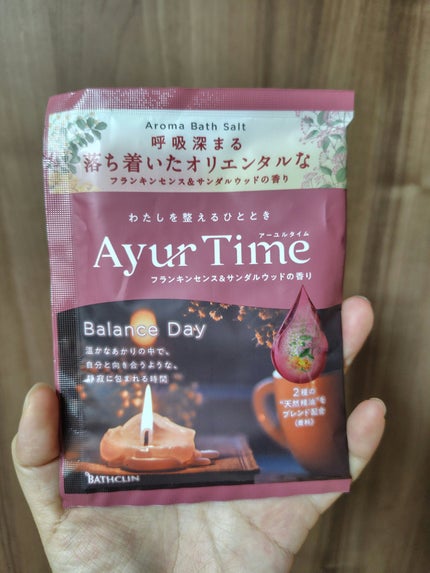 Aroma Bath Salt
呼吸深まる
落ち着いたオリエンタルな
フランキンセンス&サンダルウッドの香り
わたしを整えるひととき
アーユルタイム
Ayur Time
フランキンセンス&サンダルウッドの香り
Balance Day
温かなあかりの中で、
自分と向き合うような、
静寂に包まれる時間
2種の
"天然精油"を
ブレンド配合
(香料)
BATHCLIN